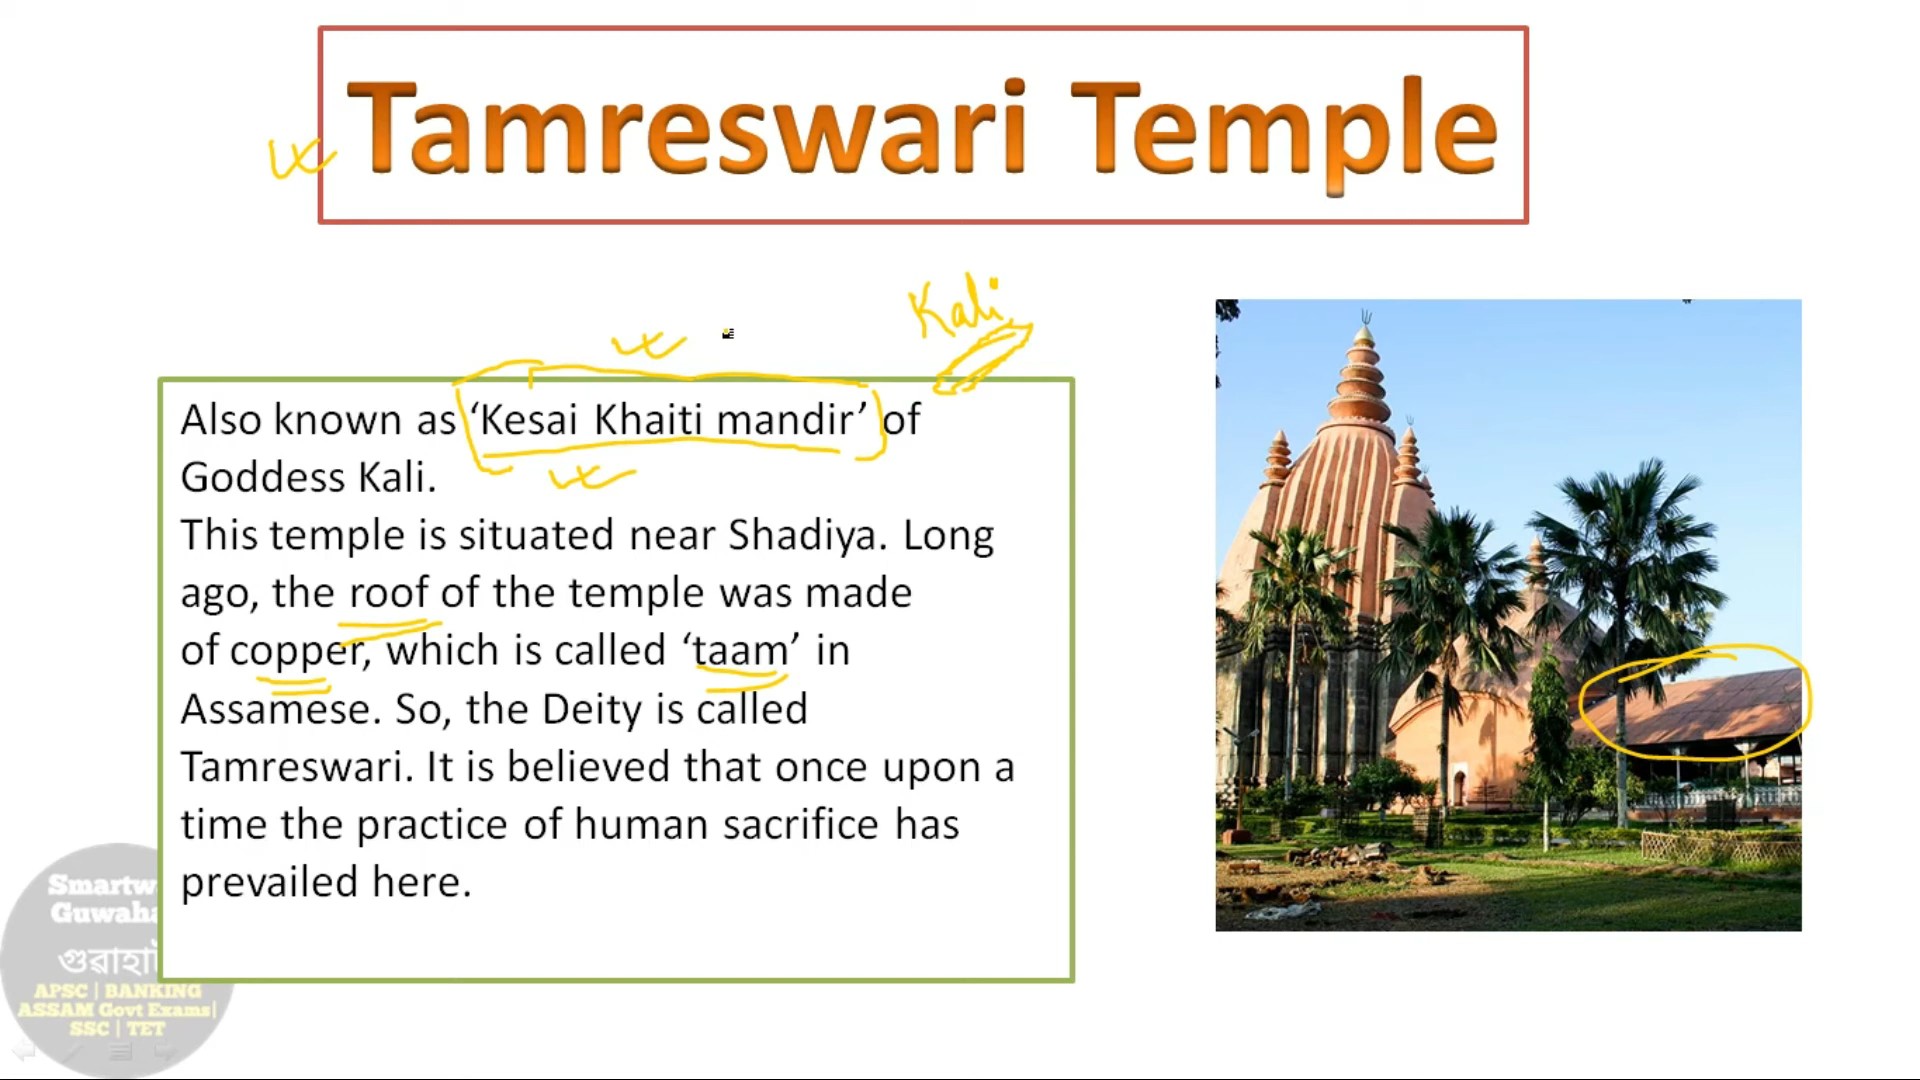 Tamreswari Temple
Kali
Also known as ‘Kesai Khaiti mandir’ of
Goddess Kali.
This temple is situated near Shadiya. Long
ago, the roof of the temple was made
of copper, which is called ‘taam’ in
Assamese. So, the Deity is called
Tamreswari. It is believed that once upon a
time the practice of human sacrifice has
prevailed here.
APSC | BANKING
ASSAM Govt Exams|
SSC | TET